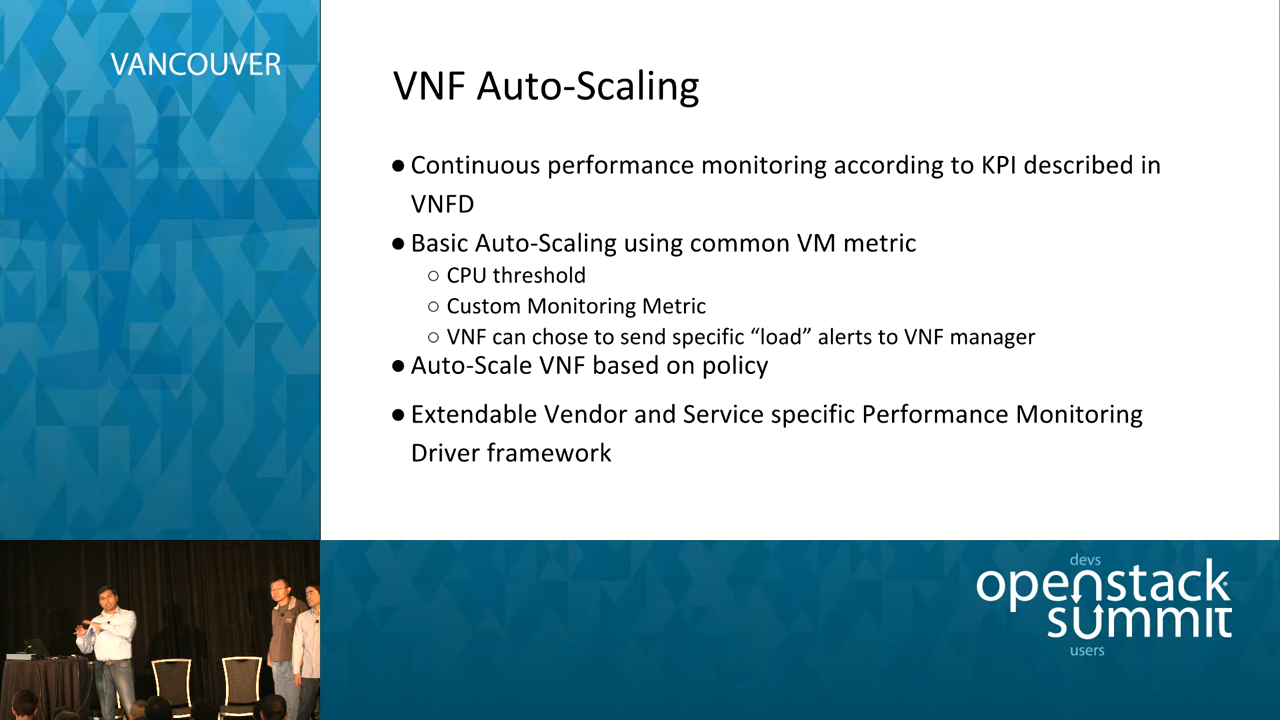 VANCOUVER
VNF Auto-Scaling
● Continuous performance monitoring according to KPI described in
VNFD
● Basic Auto-Scaling using common VM metric
○ CPU threshold
○ Custom Monitoring Metric
○ VNF can chose to send specific “load” alerts to VNF manager
● Auto-Scale VNF based on policy
● Extendable Vendor and Service specific Performance Monitoring
Driver framework
devs
openstack
summit
users